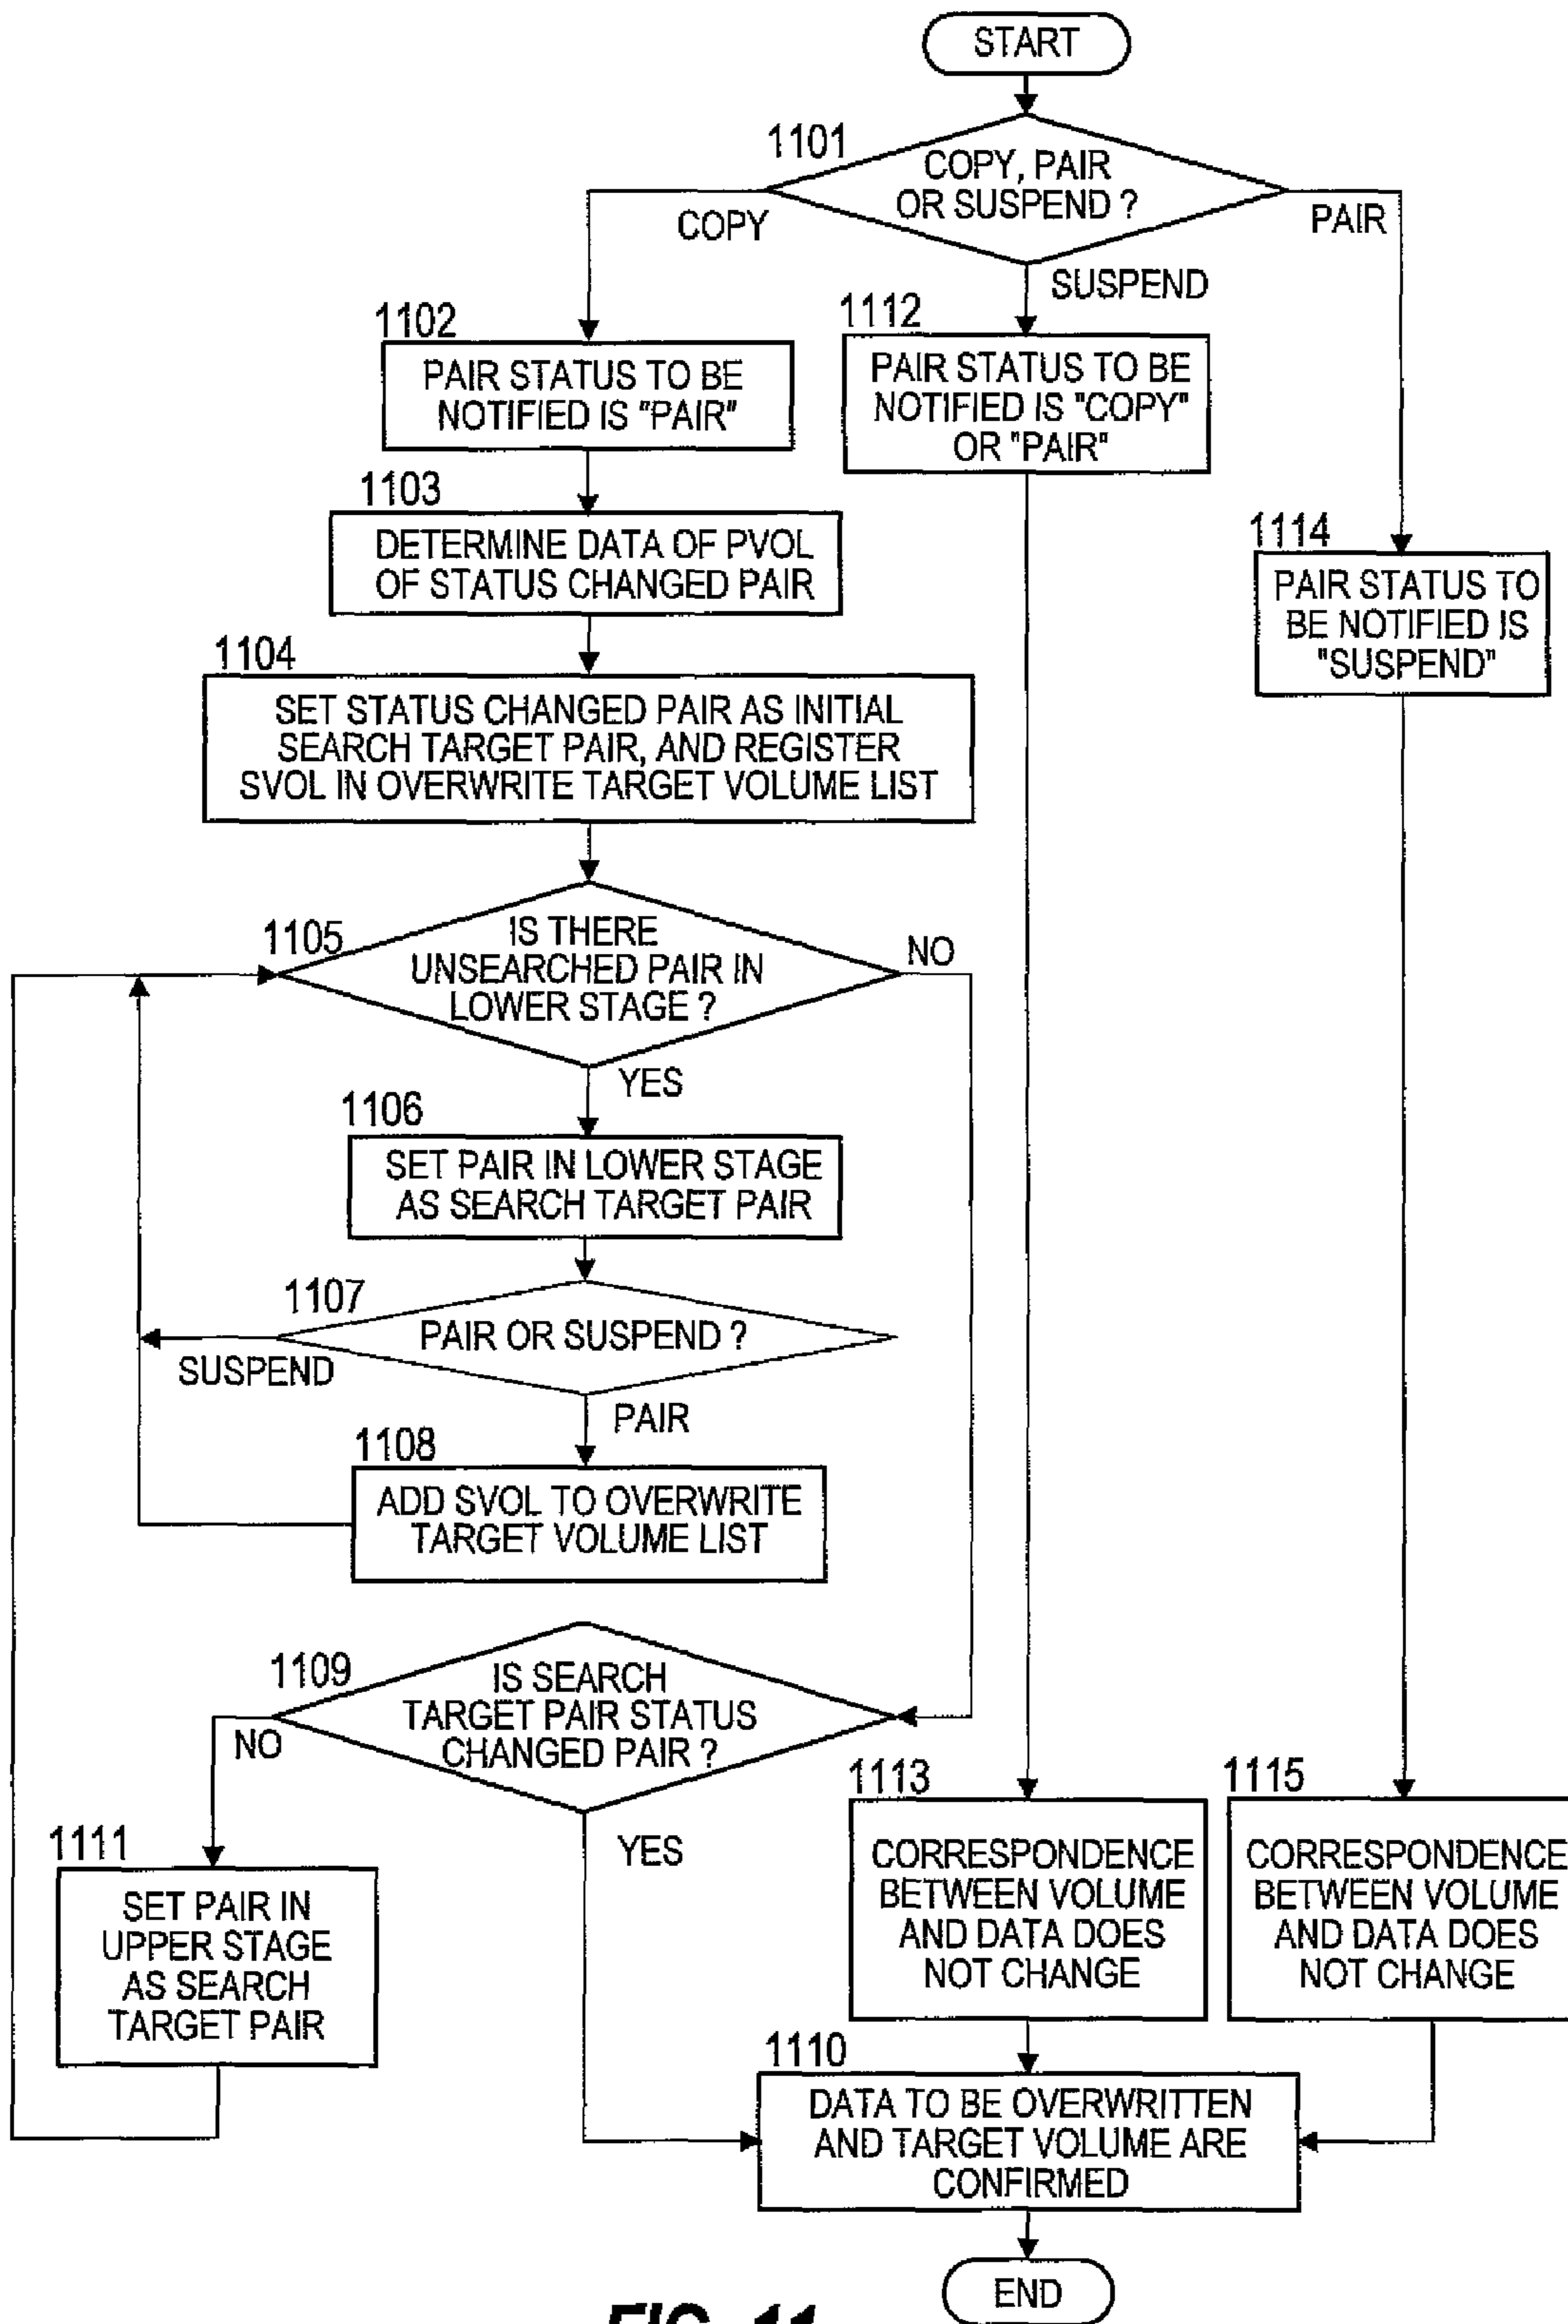 START
1101
COPY, PAIR
OR SUSPEND ?
COPY
PAIR
SUSPEND
1102
PAIR STATUS TO BE
NOTIFIED IS "PAIR"
1112
PAIR STATUS TO BE
NOTIFIED IS "COPY"
OR "PAIR"
1103
DETERMINE DATA OF PVOL
OF STATUS CHANGED PAIR
1114
PAIR STATUS TO
BE NOTIFIED IS
"SUSPEND"
1104
SET STATUS CHANGED PAIR AS INITIAL
SEARCH TARGET PAIR, AND REGISTER
SVOL IN OVERWRITE TARGET VOLUME LIST
1105
IS THERE
UNSEARCHED PAIR IN
LOWER STAGE ?
NO
YES
1106
SET PAIR IN LOWER STAGE
AS SEARCH TARGET PAIR
1107
PAIR OR SUSPEND ?
SUSPEND
PAIR
1108
ADD SVOL TO OVERWRITE
TARGET VOLUME LIST
1109
IS SEARCH
TARGET PAIR STATUS
CHANGED PAIR ?
NO
YES
1111
SET PAIR IN
UPPER STAGE
AS SEARCH
TARGET PAIR
1113
CORRESPONDENCE
BETWEEN VOLUME
AND DATA DOES
NOT CHANGE
1115
CORRESPONDENCE
BETWEEN VOLUME
AND DATA DOES
NOT CHANGE
1110
DATA TO BE OVERWRITTEN
AND TARGET VOLUME ARE
CONFIRMED
END
FIG. 11